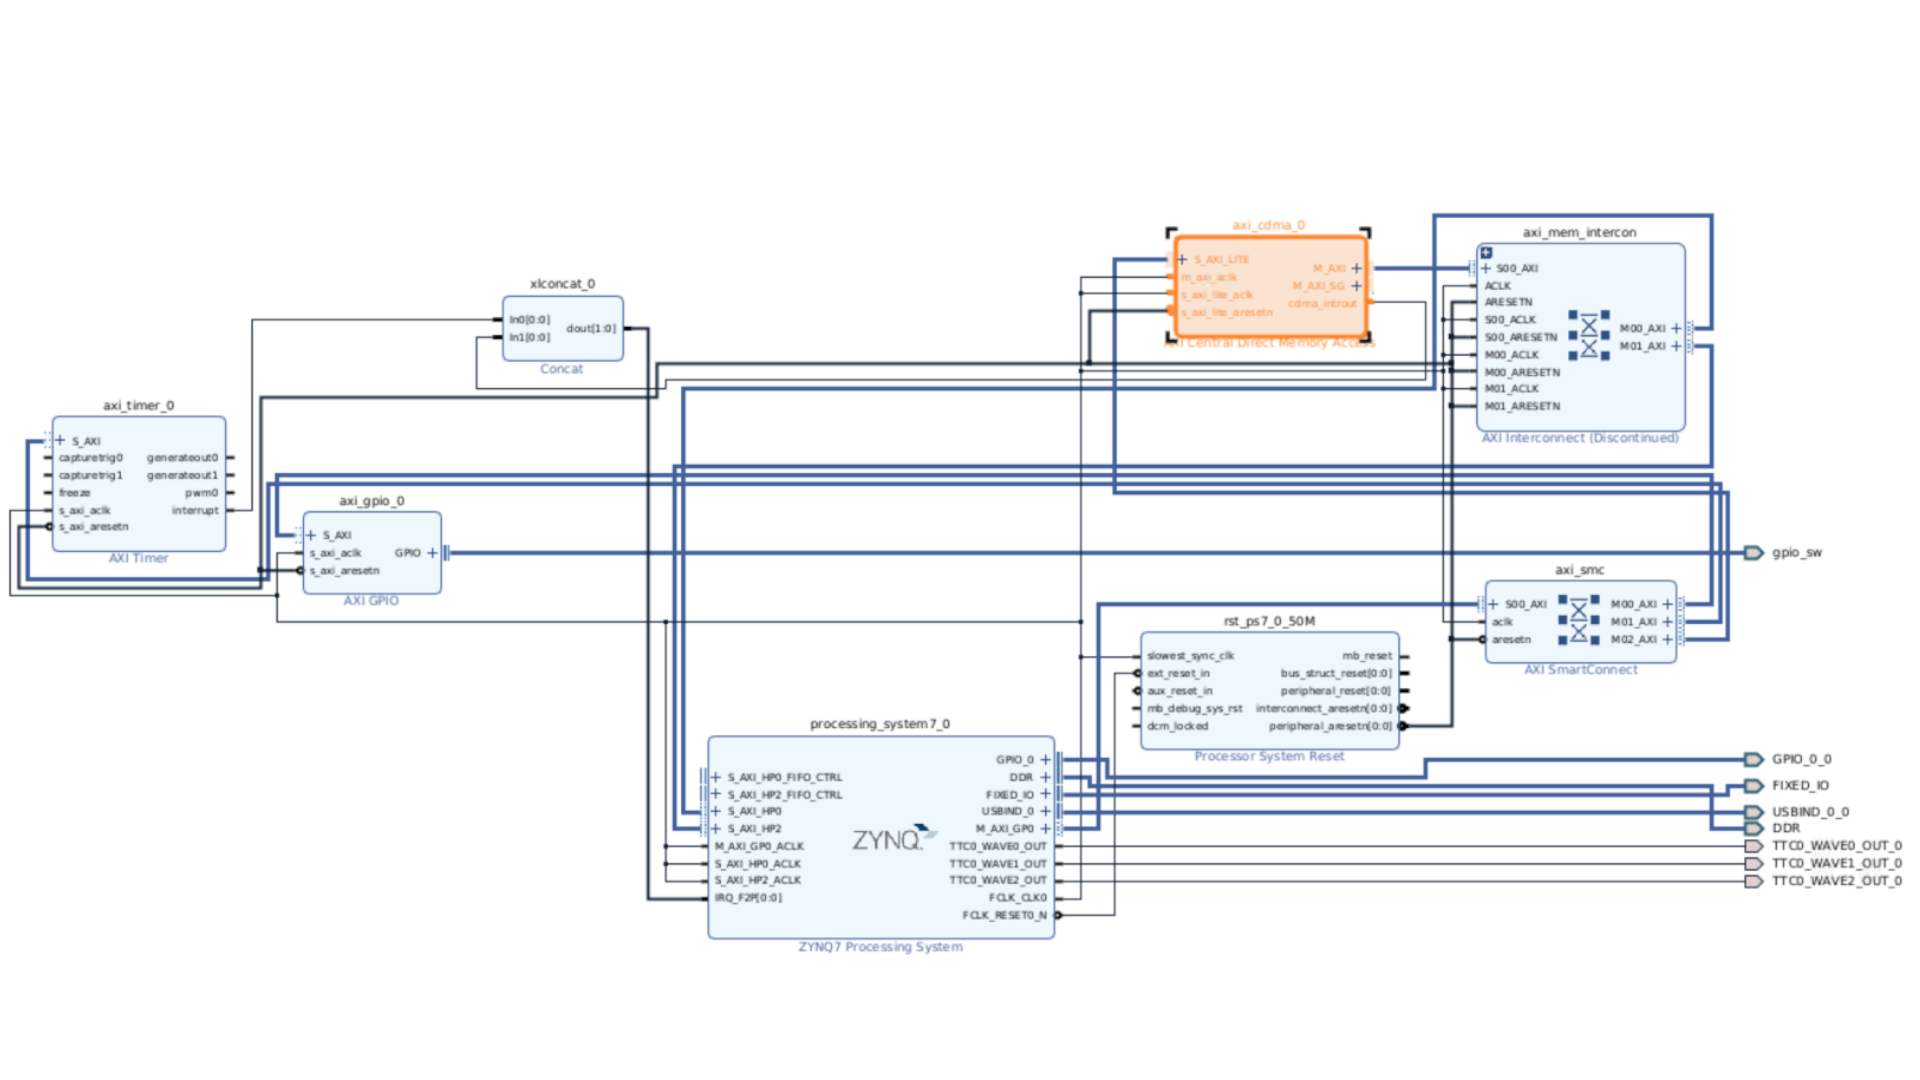 axi_cdma_0
S_AXI_LITE
m_axi_aclk
s_axi_lite_aclk
s_axi_lite_aresetn
M_AXI
M_AXI_SG
cdma_introut
AXI Central Direct Memory Access
axi_mem_intercon
S00_AXI
ACLK
ARESETN
S00_ACLK
S00_ARESETN
M00_ACLK
M00_ARESETN
M01_ACLK
M01_ARESETN
M00_AXI
M01_AXI
AXI Interconnect (Discontinued)
xlconcat_0
In0[0:0]
In1[0:0]
dout[1:0]
Concat
axi_timer_0
S_AXI
capturetrig0
capturetrig1
freeze
s_axi_aclk
s_axi_aresetn
generateout0
generateout1
pwm0
interrupt
AXI Timer
axi_gpio_0
S_AXI
s_axi_aclk
s_axi_aresetn
GPIO
AXI GPIO
gpio_sw
axi_smc
S00_AXI
aclk
aresetn
M00_AXI
M01_AXI
M02_AXI
AXI SmartConnect
rst_ps7_0_50M
slowest_sync_clk
ext_reset_in
aux_reset_in
mb_debug_sys_rst
dcm_locked
mb_reset
bus_struct_reset[0:0]
peripheral_reset[0:0]
interconnect_aresetn[0:0]
peripheral_aresetn[0:0]
Processor System Reset
processing_system7_0
S_AXI_HP0_FIFO_CTRL
S_AXI_HP2_FIFO_CTRL
S_AXI_HP0
S_AXI_HP2
M_AXI_GP0_ACLK
S_AXI_HP0_ACLK
S_AXI_HP2_ACLK
IRQ_F2P[0:0]
ZYNQ
GPIO_0
DDR
FIXED_IO
USBIND_0
M_AXI_GP0
TTC0_WAVE0_OUT
TTC0_WAVE1_OUT
TTC0_WAVE2_OUT
FCLK_CLK0
FCLK_RESET0_N
ZYNQ7 Processing System
GPIO_0_0
FIXED_IO
USBIND_0_0
DDR
TTC0_WAVE0_OUT_0
TTC0_WAVE1_OUT_0
TTC0_WAVE2_OUT_0